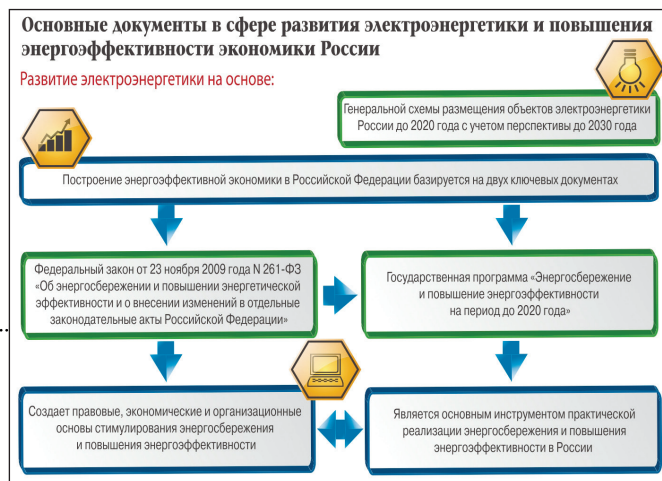 Основные документы в сфере развития электроэнергетики и повышения
энергоэффективности экономики России
Развитие электроэнергетики на основе:
Генеральной схемы размещения объектов электроэнергетики
России до 2020 года с учетом перспективы до 2030 года
Построение энергоэффективной экономики в Российской Федерации базируется на двух ключевых документах
Федеральный закон от 23 ноября 2009 года N 261-ФЗ
«Об энергосбережении и повышении энергетической
эффективности и о внесении изменений в отдельные
законодательные акты Российской Федерации»
Государственная программа «Энергосбережение
и повышение энергоэффективности
на период до 2020 года»
Создает правовые, экономические и организационные
основы стимулирования энергосбережения
и повышения энергоэффективности
Является основным инструментом практической
реализации энергосбережения и повышения
энергоэффективности в России